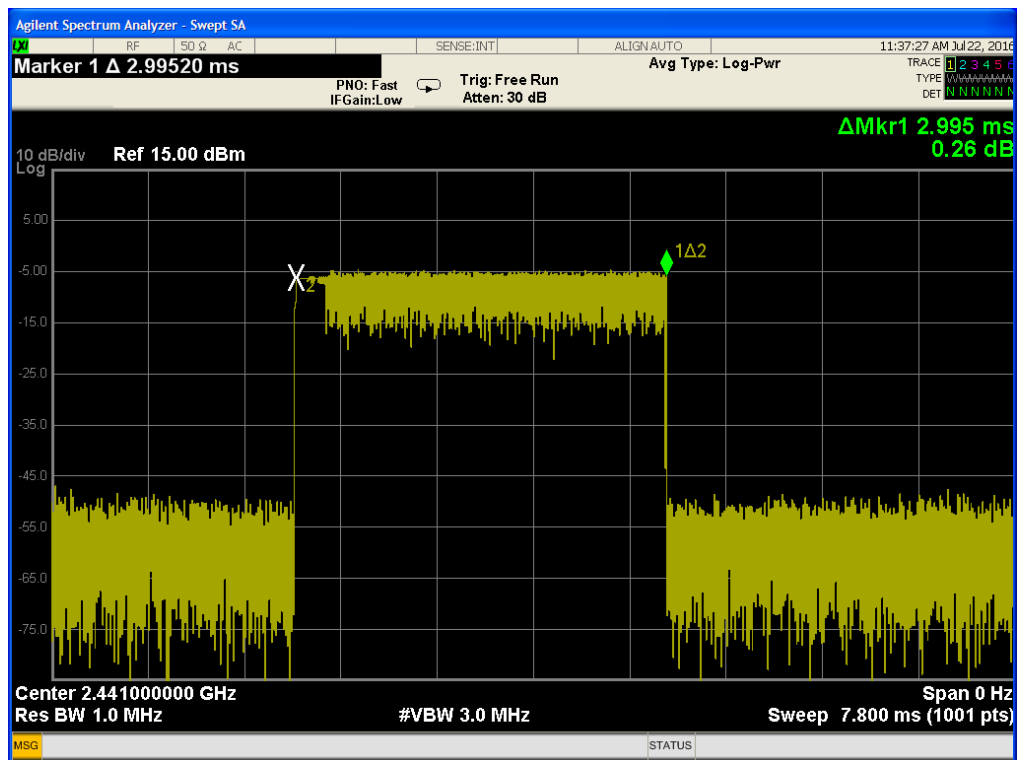 Agilent Spectrum Analyzer - Swept SA
LXI RF 50 Ω AC SENSE:INT ALIGN AUTO 11:37:27 AM Jul 22, 2016
Marker 1 Δ 2.99520 ms
PNO: Fast
IFGain:Low
Trig: Free Run
Atten: 30 dB
Avg Type: Log-Pwr
TRACE 1 2 3 4 5 6
TYPE
DET N N N N N N
ΔMkr1 2.995 ms
0.26 dB
10 dB/div Ref 15.00 dBm
Log
5.00
-5.00
-15.0
-25.0
-35.0
-45.0
-55.0
-65.0
-75.0
X2
1Δ2
Center 2.441000000 GHz Span 0 Hz
Res BW 1.0 MHz #VBW 3.0 MHz Sweep 7.800 ms (1001 pts)
MSG STATUS